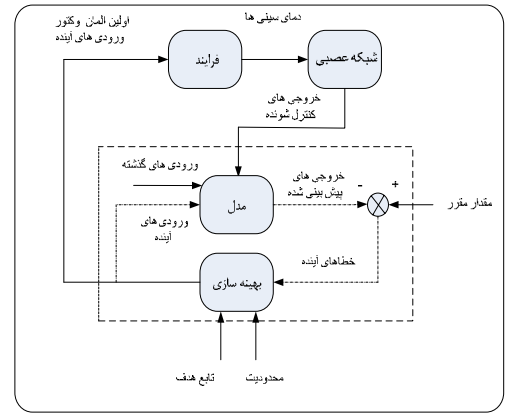 اولین المان وکتور
ورودی های آینده
دمای سینی ها
فرایند
شبکه عصبی
خروجی های
کنترل شونده
ورودی های گذشته
مدل
خروجی های
پیش بینی شده
-
+
مقدار مقرر
ورودی های
آینده
خطاهای آینده
بهینه سازی
تابع هدف
محدودیت